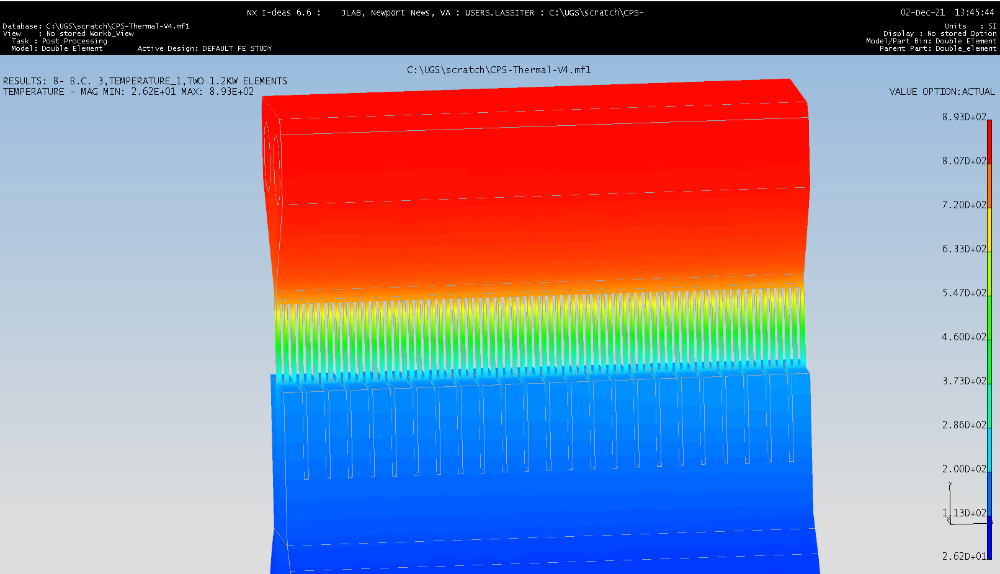 NX I-deas 6.6 :    JLAB, Newport News, VA : USERS.LASSITER : C:\UGS\scratch\CPS-
02-Dec-21  13:45:44
Database: C:\UGS\scratch\CPS-Thermal-V4.mf1
Units   : SI
View    : No stored Workb_View
Display : No stored Option
Task : Post Processing
Model/Part Bin: Double Element
Model: Double Element        Active Design: DEFAULT FE STUDY
Parent Part: Double_element
C:\UGS\scratch\CPS-Thermal-V4.mf1
RESULTS: 8- B.C. 3,TEMPERATURE_1,TWO 1.2KW ELEMENTS
TEMPERATURE - MAG MIN: 2.62E+01 MAX: 8.93E+02
VALUE OPTION:ACTUAL
8.93D+02
8.07D+02
7.20D+02
6.33D+02
5.47D+02
4.60D+02
3.73D+02
2.86D+02
2.00D+02
Y
1.13D+02
2.62D+01